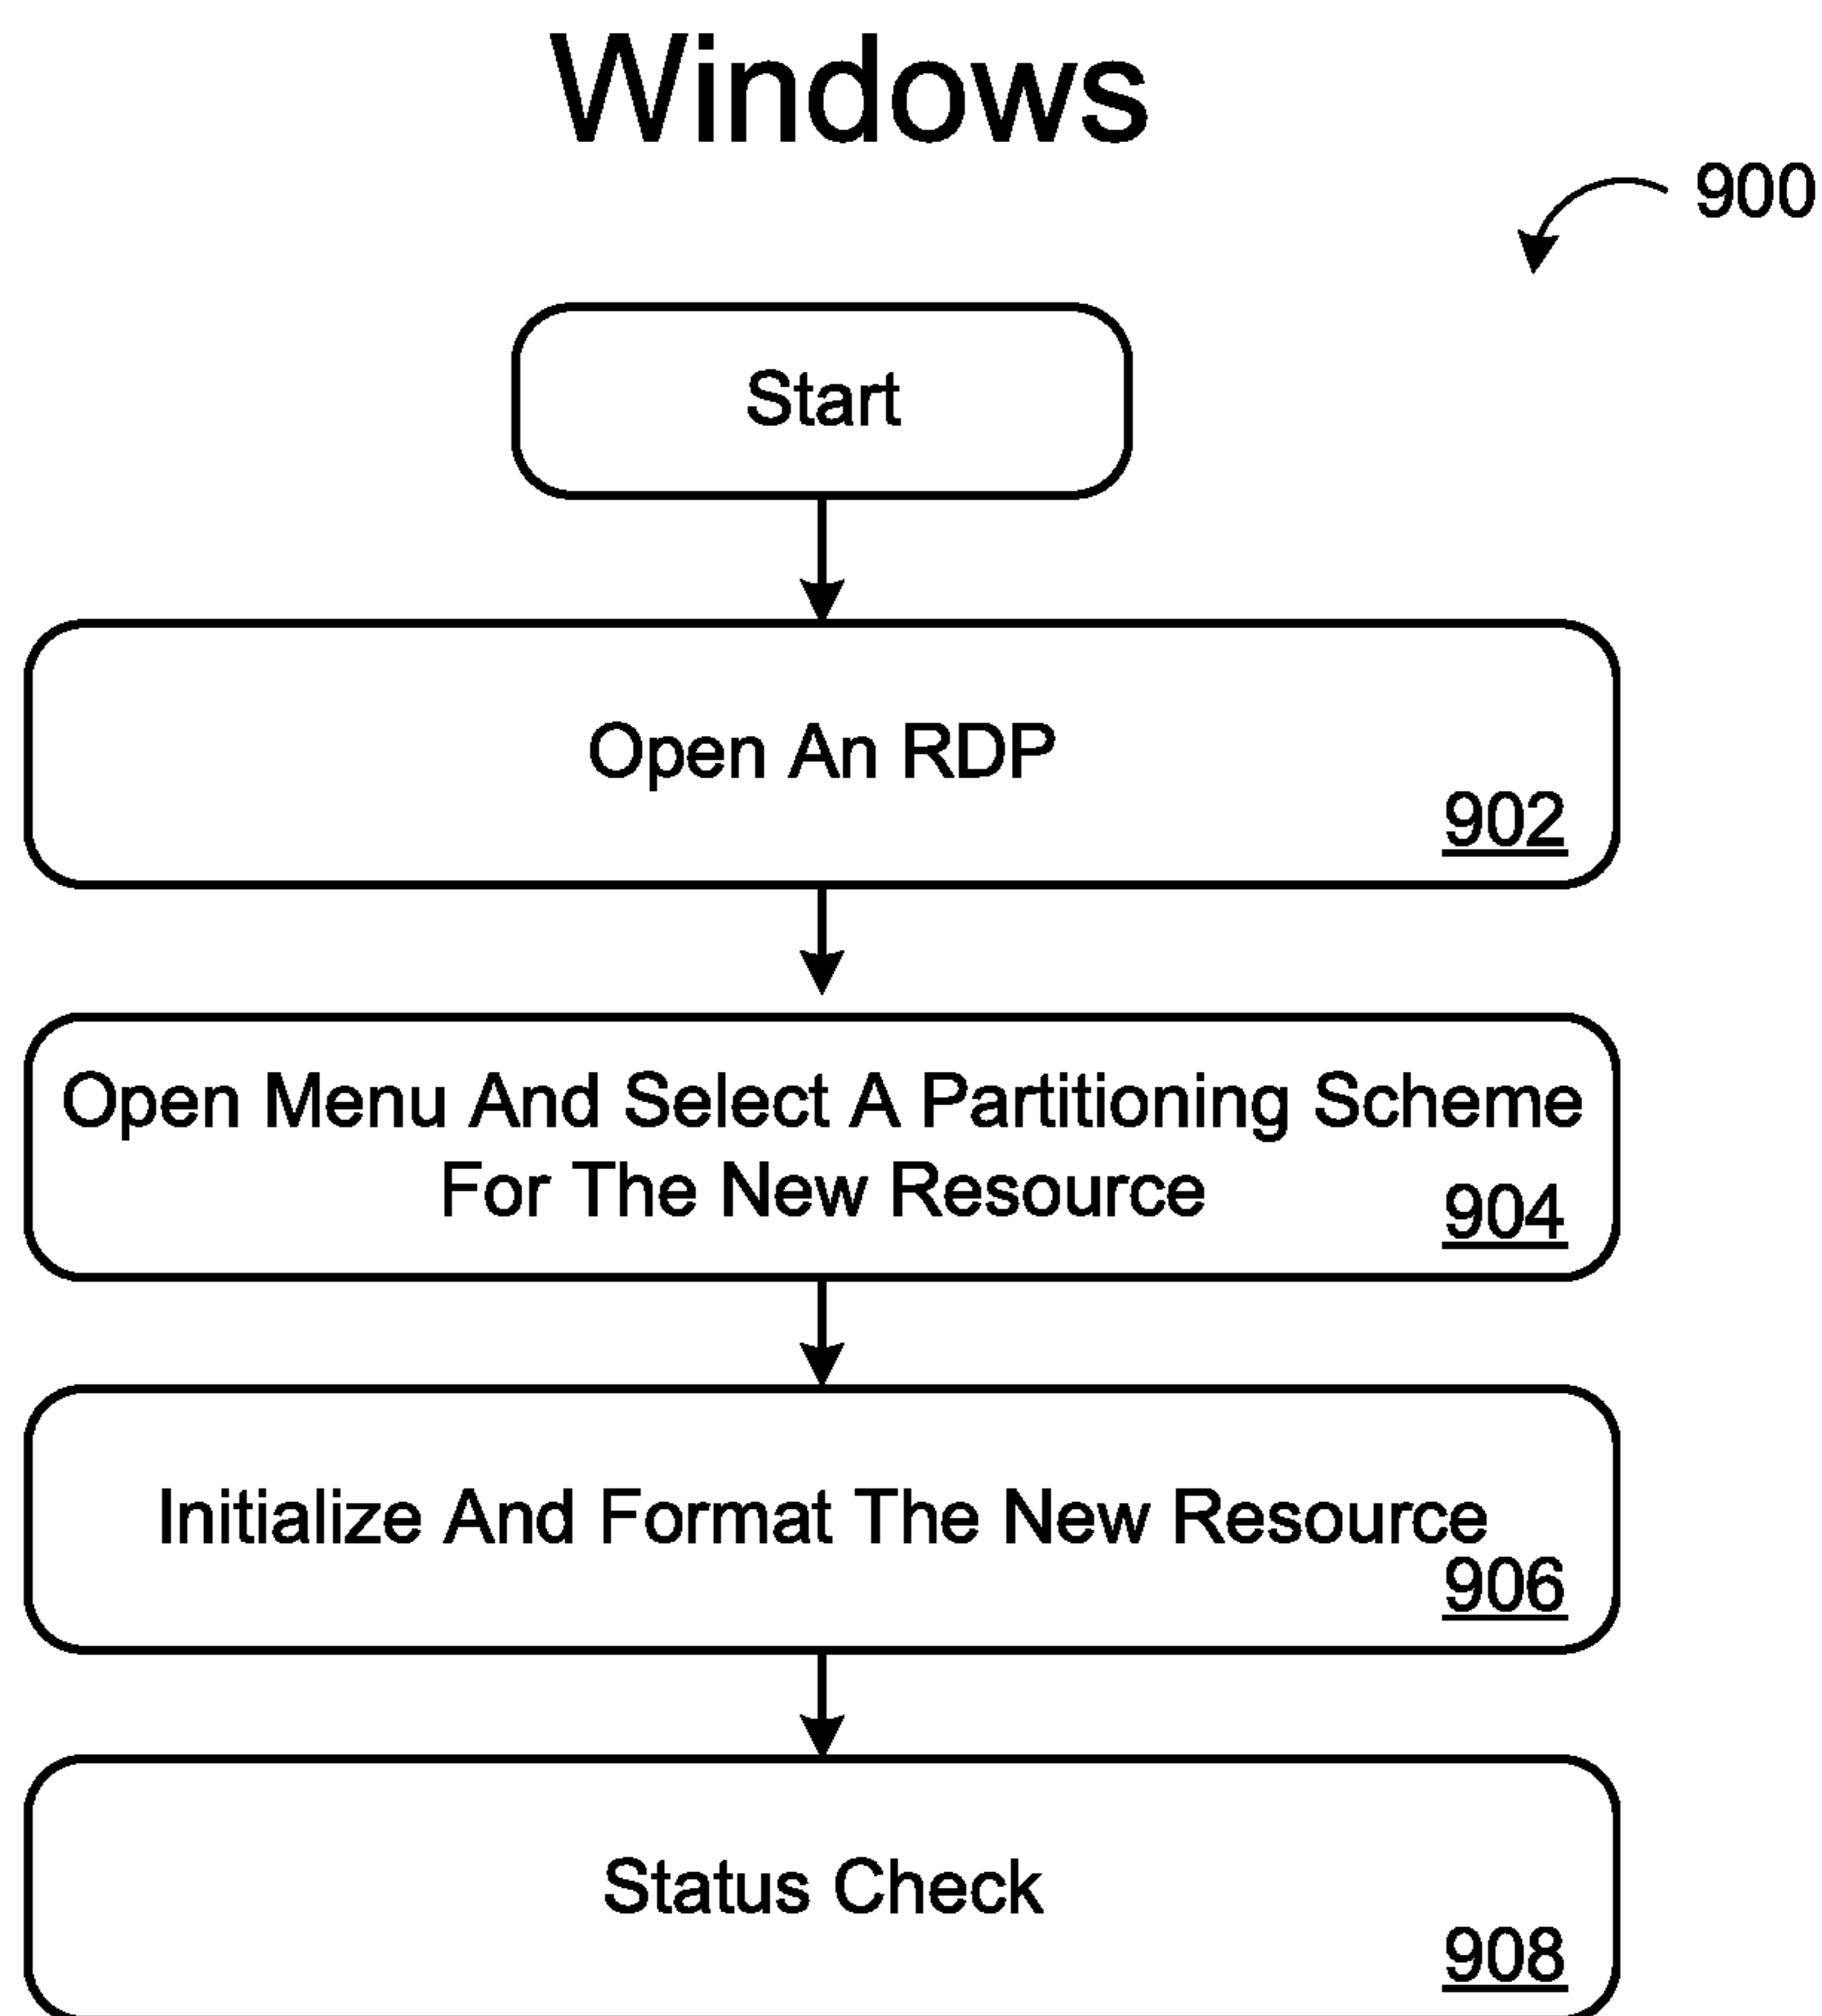 Windows
900
Start
Open An RDP
902
Open Menu And Select A Partitioning Scheme
For The New Resource
904
Initialize And Format The New Resource
906
Status Check
908